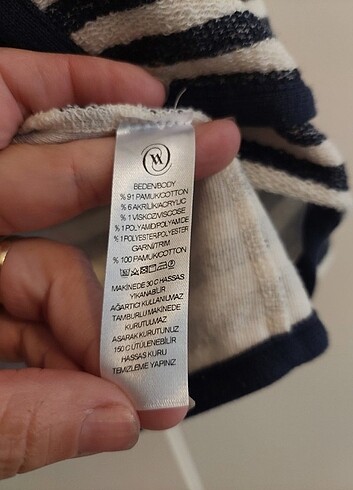 W
BEDEN/BODY
% 91 PAMUK/COTTON
% 6 AKRİLİK/ACRYLIC
% 1 VİSKOZ/VISCOSE
% 1 POLYAMİD/POLYAMIDE
% 1 POLYESTER/POLYESTER
GARNİ/TRIM
% 100 PAMUK/COTTON
MAKİNEDE 30 C HASSAS
YIKANABİLİR
AĞARTICI KULLANILMAZ
TAMBURLU MAKİNEDE
KURUTULMAZ
ASARAK KURUTUNUZ
150 C ÜTÜLENEBİLİR
HASSAS KURU
TEMİZLEME YAPINIZ